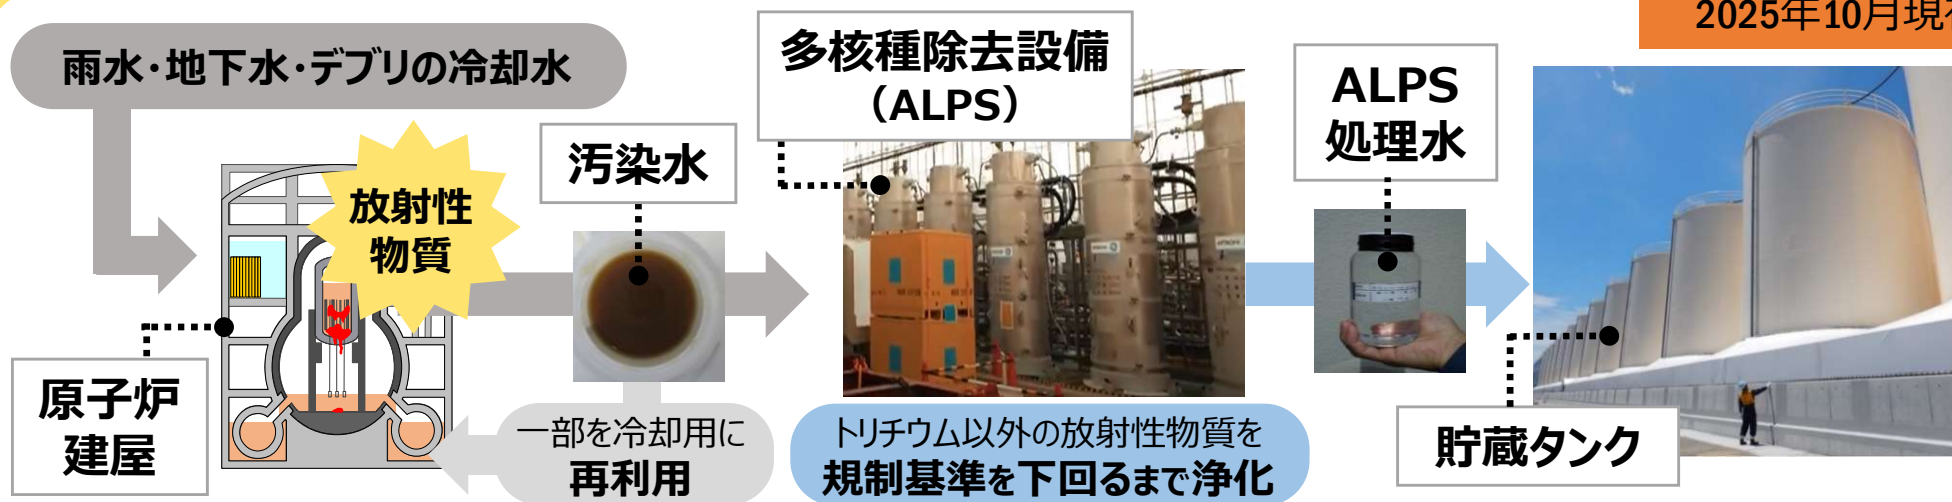 2025年10月現在
雨水・地下水・デブリの冷却水
多核種除去設備
（ALPS）
ALPS
処理水
汚染水
放射性
物質
原子炉
建屋
一部を冷却用に
再利用
トリチウム以外の放射性物質を
規制基準を下回るまで浄化
貯蔵タンク